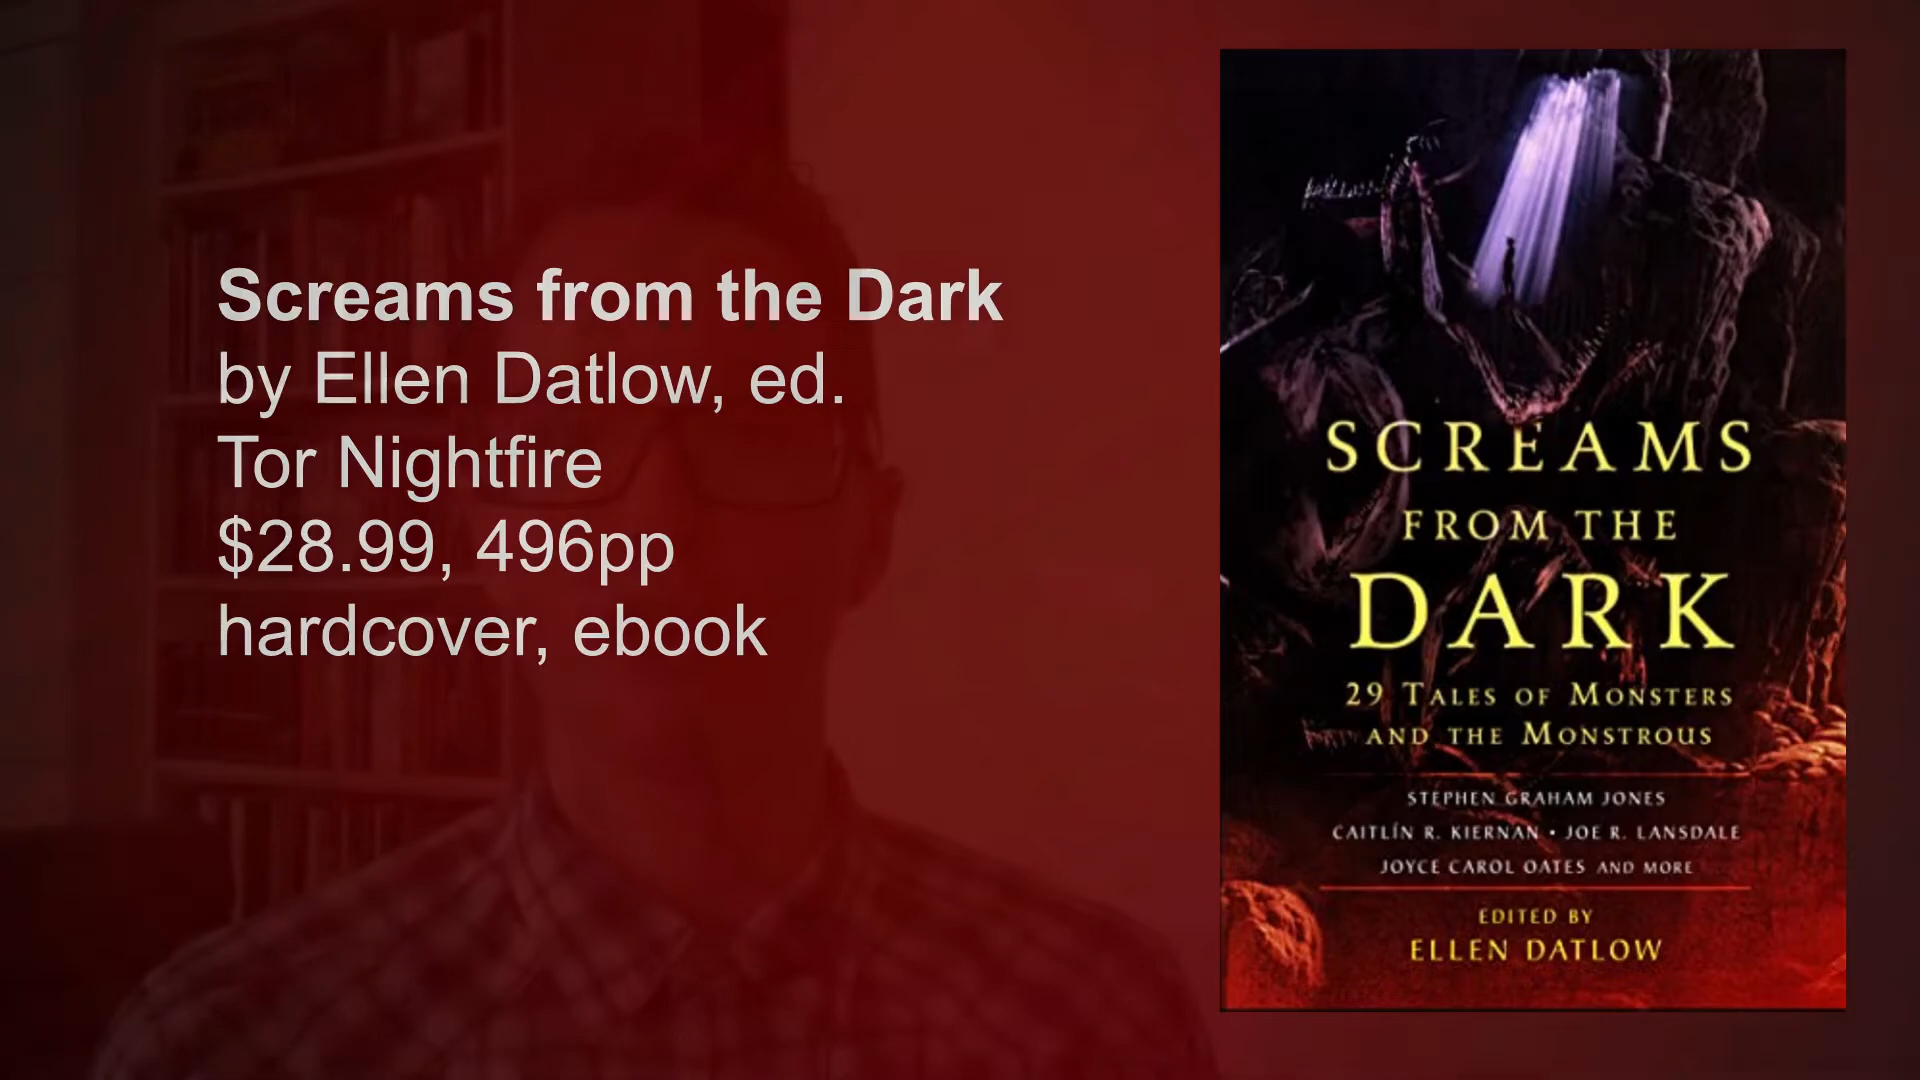 Screams from the Dark
by Ellen Datlow, ed.
Tor Nightfire
$28.99, 496pp
hardcover, ebook
SCREAMS
FROM THE
DARK
29 TALES OF MONSTERS
AND THE MONSTROUS
STEPHEN GRAHAM JONES
CAITLÍN R. KIERNAN • JOE R. LANSDALE
JOYCE CAROL OATES AND MORE
EDITED BY
ELLEN DATLOW